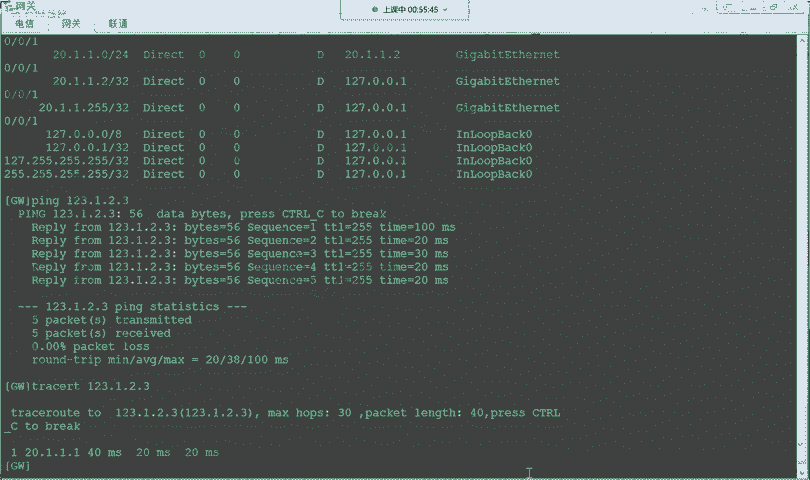 网关
上课中 00:55:45
电信 网关 联通
0/0/1
20.1.1.0/24 Direct 0 0 D 20.1.1.2 GigabitEthernet
0/0/1
20.1.1.2/32 Direct 0 0 D 127.0.0.1 GigabitEthernet
0/0/1
20.1.1.255/32 Direct 0 0 D 127.0.0.1 GigabitEthernet
0/0/1
127.0.0.0/8 Direct 0 0 D 127.0.0.1 InLoopBack0
127.0.0.1/32 Direct 0 0 D 127.0.0.1 InLoopBack0
127.255.255.255/32 Direct 0 0 D 127.0.0.1 InLoopBack0
255.255.255.255/32 Direct 0 0 D 127.0.0.1 InLoopBack0
[GW]ping 123.1.2.3
PING 123.1.2.3: 56 data bytes, press CTRL_C to break
Reply from 123.1.2.3: bytes=56 Sequence=1 ttl=255 time=100 ms
Reply from 123.1.2.3: bytes=56 Sequence=2 ttl=255 time=20 ms
Reply from 123.1.2.3: bytes=56 Sequence=3 ttl=255 time=30 ms
Reply from 123.1.2.3: bytes=56 Sequence=4 ttl=255 time=20 ms
Reply from 123.1.2.3: bytes=56 Sequence=5 ttl=255 time=20 ms
--- 123.1.2.3 ping statistics ---
5 packet(s) transmitted
5 packet(s) received
0.00% packet loss
round-trip min/avg/max = 20/38/100 ms
[GW]tracert 123.1.2.3
traceroute to 123.1.2.3(123.1.2.3), max hops: 30 ,packet length: 40,press CTRL
_C to break
1 20.1.1.1 40 ms 20 ms 20 ms
[GW]